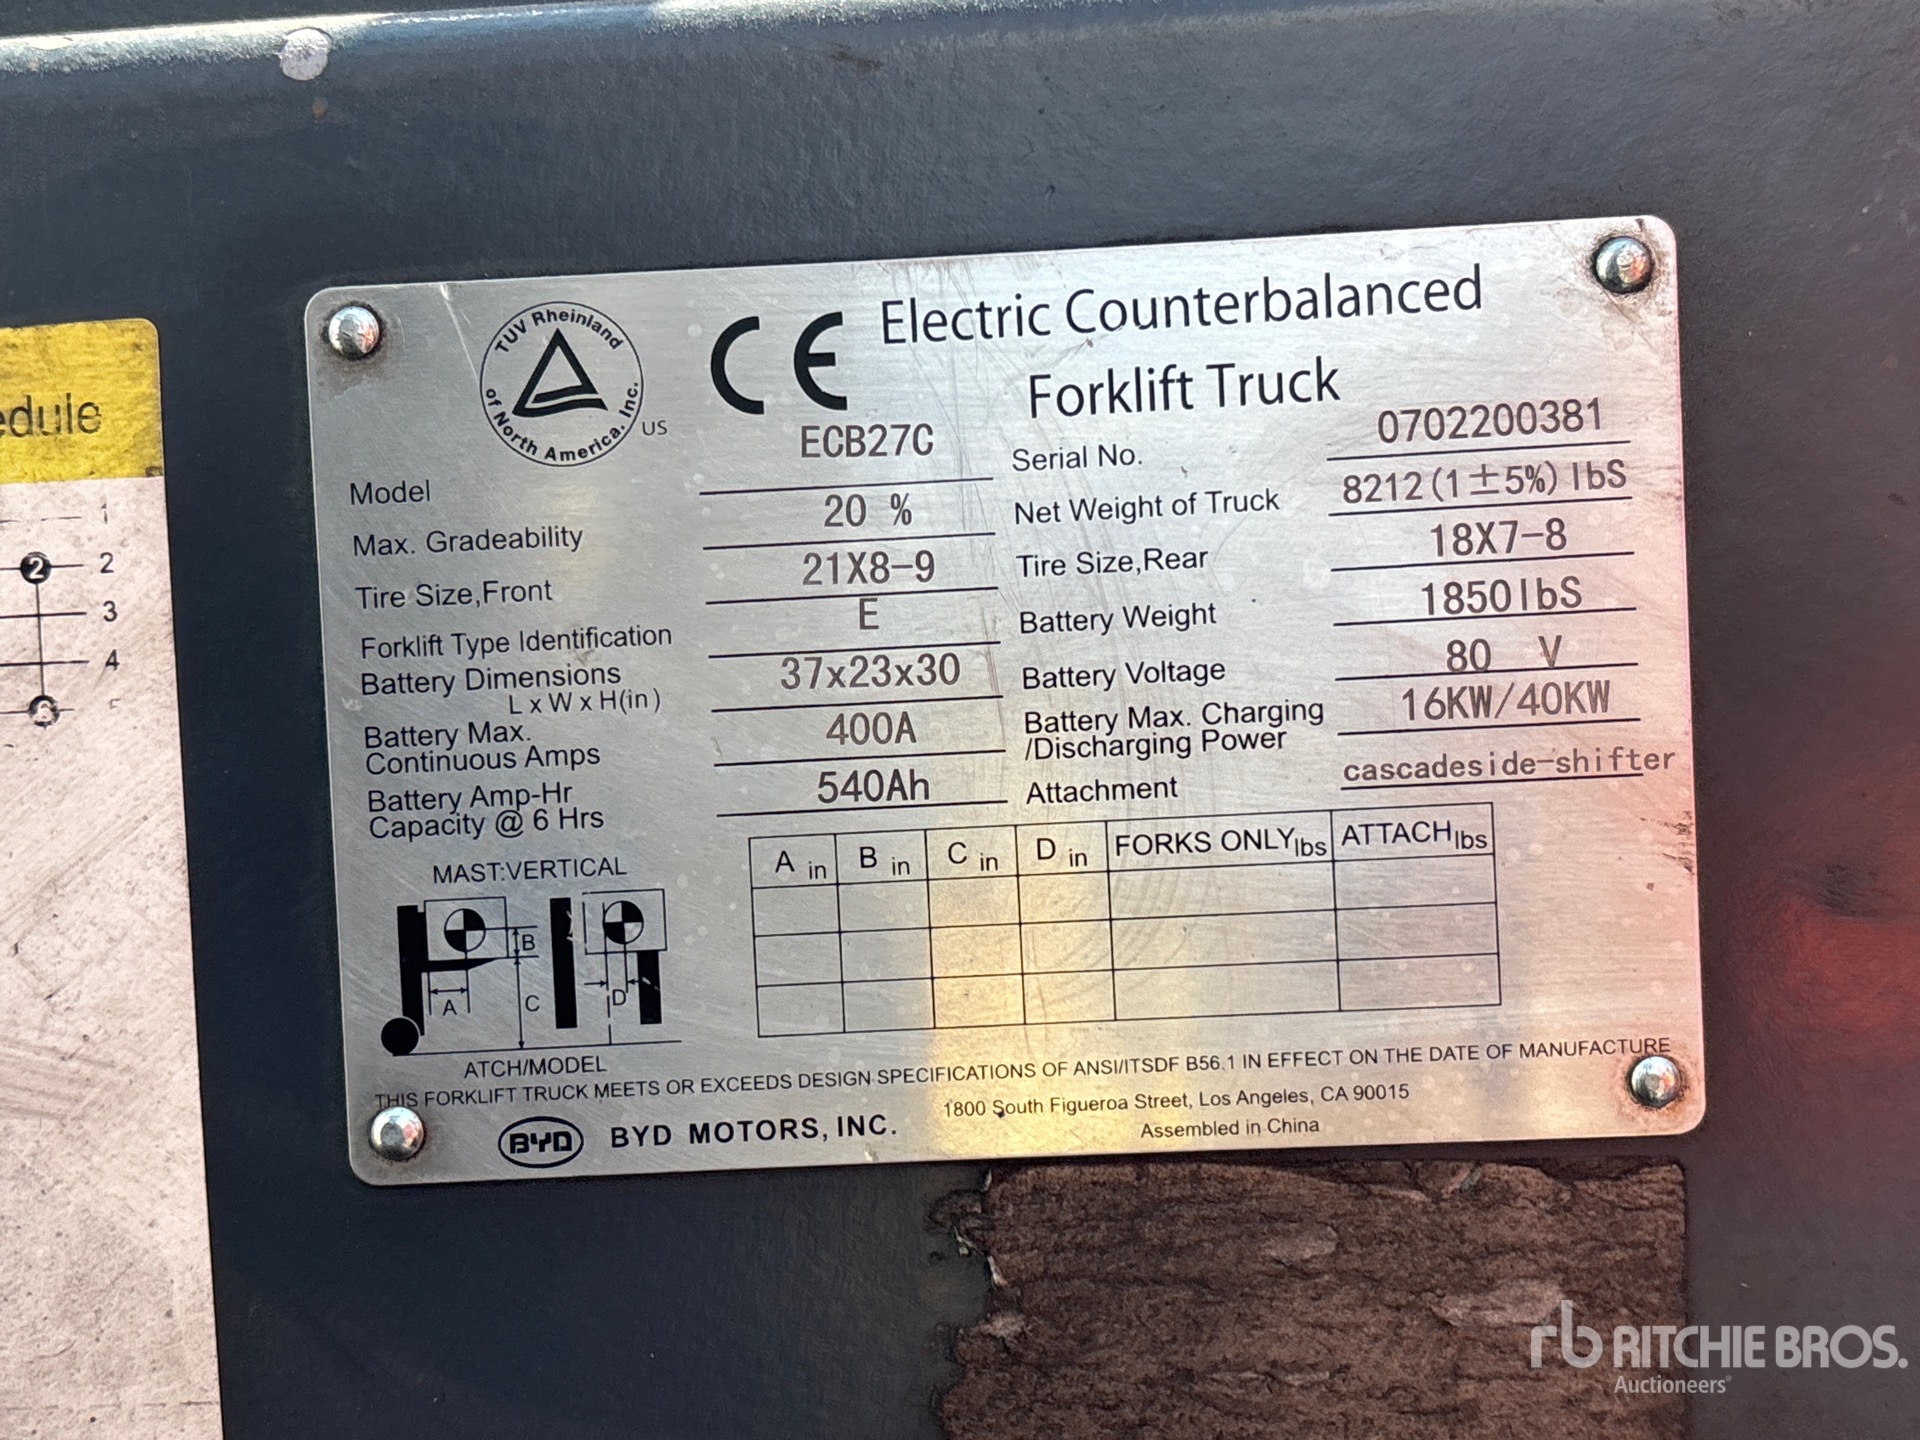 edule
1
2
2
3
4
6
TUV Rheinland
of North America, Inc.
US
CE
Electric Counterbalanced
Forklift Truck
Model ECB27C Serial No. 0702200381
Max. Gradeability 20 % Net Weight of Truck 8212(1±5%)lbS
Tire Size,Front 21X8-9 Tire Size,Rear 18X7-8
Forklift Type Identification E Battery Weight 1850lbS
Battery Dimensions 37x23x30 Battery Voltage 80 V
L x W x H(in)
Battery Max. 400A Battery Max. Charging 16KW/40KW
Continuous Amps /Discharging Power
Battery Amp-Hr 540Ah Attachment cascadeside-shifter
Capacity @ 6 Hrs
MAST:VERTICAL
A in B in C in D in FORKS ONLYlbs ATTACHlbs
B
A C D
ATCH/MODEL
THIS FORKLIFT TRUCK MEETS OR EXCEEDS DESIGN SPECIFICATIONS OF ANSI/ITSDF B56.1 IN EFFECT ON THE DATE OF MANUFACTURE
BYD BYD MOTORS, INC. 1800 South Figueroa Street, Los Angeles, CA 90015
Assembled in China
rb RITCHIE BROS.
Auctioneers